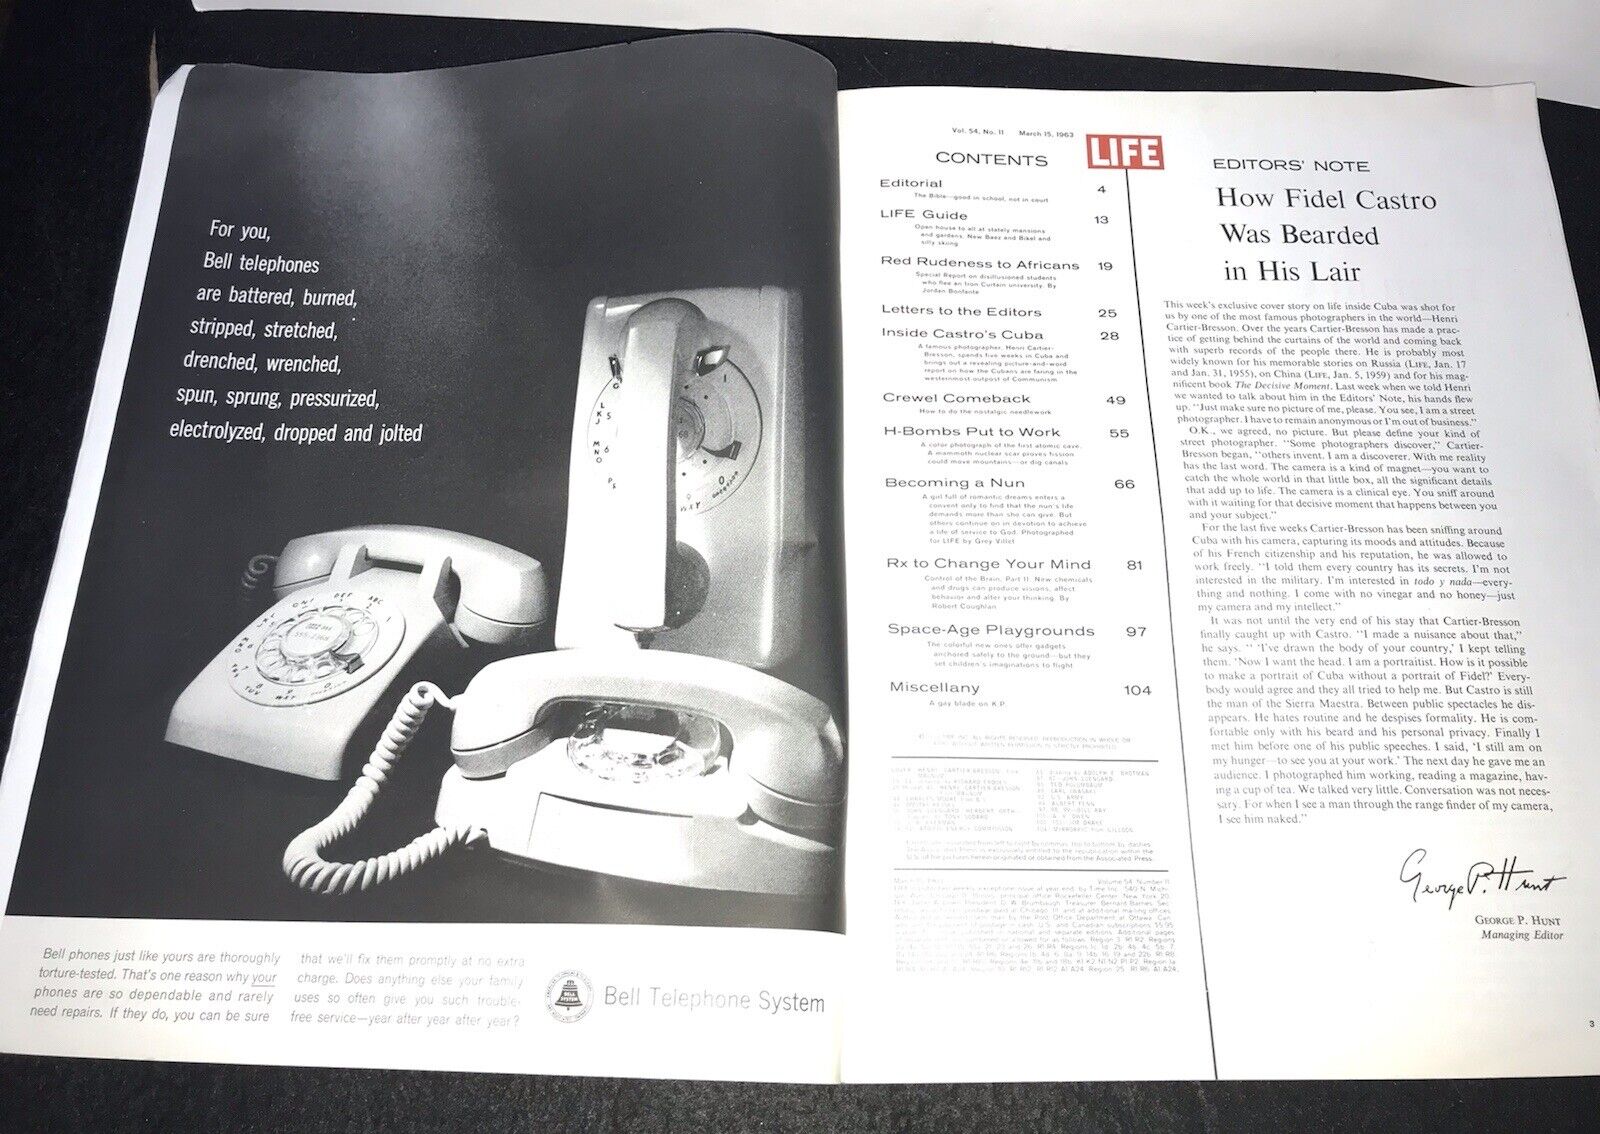 For you,
Bell telephones
are battered, burned,
stripped, stretched,
drenched, wrenched,
spun, sprung, pressurized,
electrolyzed, dropped and jolted
Bell phones just like yours are thoroughly
torture-tested. That's one reason why your
phones are so dependable and rarely
need repairs. If they do, you can be sure
that we'll fix them promptly at no extra
charge. Does anything else your family
uses so often give you such trouble-
free service—year after year after year?
Bell Telephone System
Vol. 54, No. 11 March 15, 1963
LIFE
CONTENTS
Editorial 4
The Bible—good in school, not in court
LIFE Guide 13
Open house to all at stately mansions
and gardens. New Baez and Bikel and
silly skiing
Red Rudeness to Africans 19
Special Report on disillusioned students
who flee an Iron Curtain university. By
Jordan Bonfante
Letters to the Editors 25
Inside Castro's Cuba 28
A famous photographer, Henri Cartier-
Bresson, spends five weeks in Cuba and
brings out a revealing picture-and-word
report on how the Cubans are faring in the
westernmost outpost of Communism
Crewel Comeback 49
How to do the nostalgic needlework
H-Bombs Put to Work 55
A color photograph of the first atomic cave.
A mammoth nuclear scar proves fission
could move mountains—or dig canals
Becoming a Nun 66
A girl full of romantic dreams enters a
convent only to find that the nun's life
demands more than she can give. But
others continue on in devotion to achieve
a life of service to God. Photographed
for LIFE by Grey Villet
Rx to Change Your Mind 81
Control of the Brain, Part II. New chemicals
and drugs can produce visions, affect
behavior and alter your thinking. By
Robert Coughlan
Space-Age Playgrounds 97
The colorful new ones offer gadgets
anchored safely to the ground—but they
set children's imaginations to flight
Miscellany 104
A gay blade on K.P.
EDITORS' NOTE
How Fidel Castro
Was Bearded
in His Lair
This week's exclusive cover story on life inside Cuba was shot for
us by one of the most famous photographers in the world—Henri
Cartier-Bresson. Over the years Cartier-Bresson has made a prac-
tice of getting behind the curtains of the world and coming back
with superb records of the people there. He is probably most
widely known for his memorable stories on Russia (LIFE, Jan. 17
and Jan. 31, 1955), on China (LIFE, Jan. 5, 1959) and for his mag-
nificent book The Decisive Moment. Last week when we told Henri
we wanted to talk about him in the Editors' Note, his hands flew
up. "Just make sure no picture of me, please. You see, I am a street
photographer. I have to remain anonymous or I'm out of business."
O.K., we agreed, no picture. But please define your kind of
street photographer. "Some photographers discover," Cartier-
Bresson began, "others invent. I am a discoverer. With me reality
has the last word. The camera is a kind of magnet—you want to
catch the whole world in that little box, all the significant details
that add up to life. The camera is a clinical eye. You sniff around
with it waiting for that decisive moment that happens between you
and your subject."
For the last five weeks Cartier-Bresson has been sniffing around
Cuba with his camera, capturing its moods and attitudes. Because
of his French citizenship and his reputation, he was allowed to
work freely. "I told them every country has its secrets. I'm not
interested in the military. I'm interested in todo y nada—every-
thing and nothing. I come with no vinegar and no honey—just
my camera and my intellect."
It was not until the very end of his stay that Cartier-Bresson
finally caught up with Castro. "I made a nuisance about that,"
he says. " 'I've drawn the body of your country,' I kept telling
them. 'Now I want the head. I am a portraitist. How is it possible
to make a portrait of Cuba without a portrait of Fidel?' Every-
body would agree and they all tried to help me. But Castro is still
the man of the Sierra Maestra. Between public spectacles he dis-
appears. He hates routine and he despises formality. He is com-
fortable only with his beard and his personal privacy. Finally I
met him before one of his public speeches. I said, 'I still am on
my hunger—to see you at your work.' The next day he gave me an
audience. I photographed him working, reading a magazine, hav-
ing a cup of tea. We talked very little. Conversation was not neces-
sary. For when I see a man through the range finder of my camera,
I see him naked."
George P. Hunt
GEORGE P. HUNT
Managing Editor
3